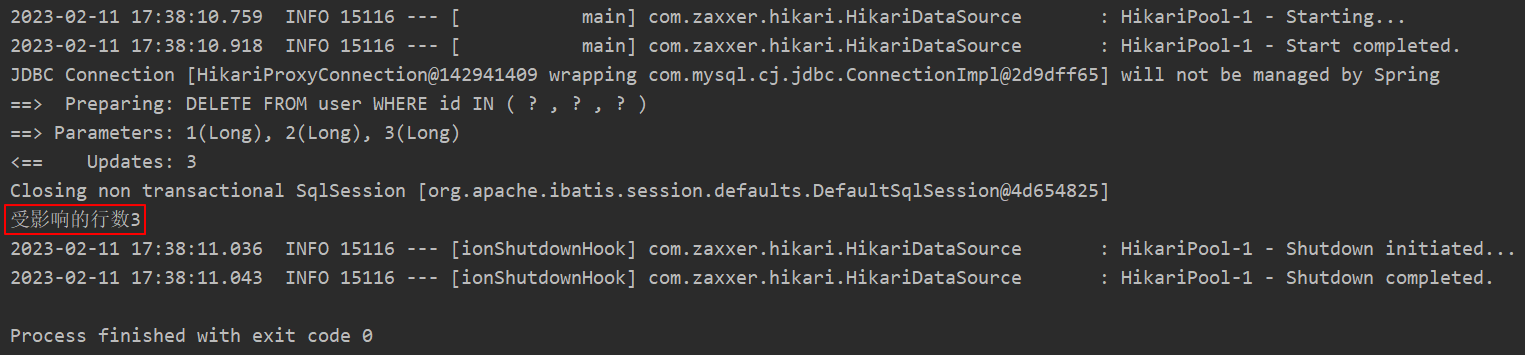 2023-02-11 17:38:10.759  INFO 15116 --- [           main] com.zaxxer.hikari.HikariDataSource       : HikariPool-1 - Starting...
2023-02-11 17:38:10.918  INFO 15116 --- [           main] com.zaxxer.hikari.HikariDataSource       : HikariPool-1 - Start completed.
JDBC Connection [HikariProxyConnection@142941409 wrapping com.mysql.cj.jdbc.ConnectionImpl@2d9dff65] will not be managed by Spring
==>  Preparing: DELETE FROM user WHERE id IN ( ? , ? , ? )
==> Parameters: 1(Long), 2(Long), 3(Long)
<==    Updates: 3
Closing non transactional SqlSession [org.apache.ibatis.session.defaults.DefaultSqlSession@4d654825]
受影响的行数3
2023-02-11 17:38:11.036  INFO 15116 --- [ionShutdownHook] com.zaxxer.hikari.HikariDataSource       : HikariPool-1 - Shutdown initiated...
2023-02-11 17:38:11.043  INFO 15116 --- [ionShutdownHook] com.zaxxer.hikari.HikariDataSource       : HikariPool-1 - Shutdown completed.
Process finished with exit code 0